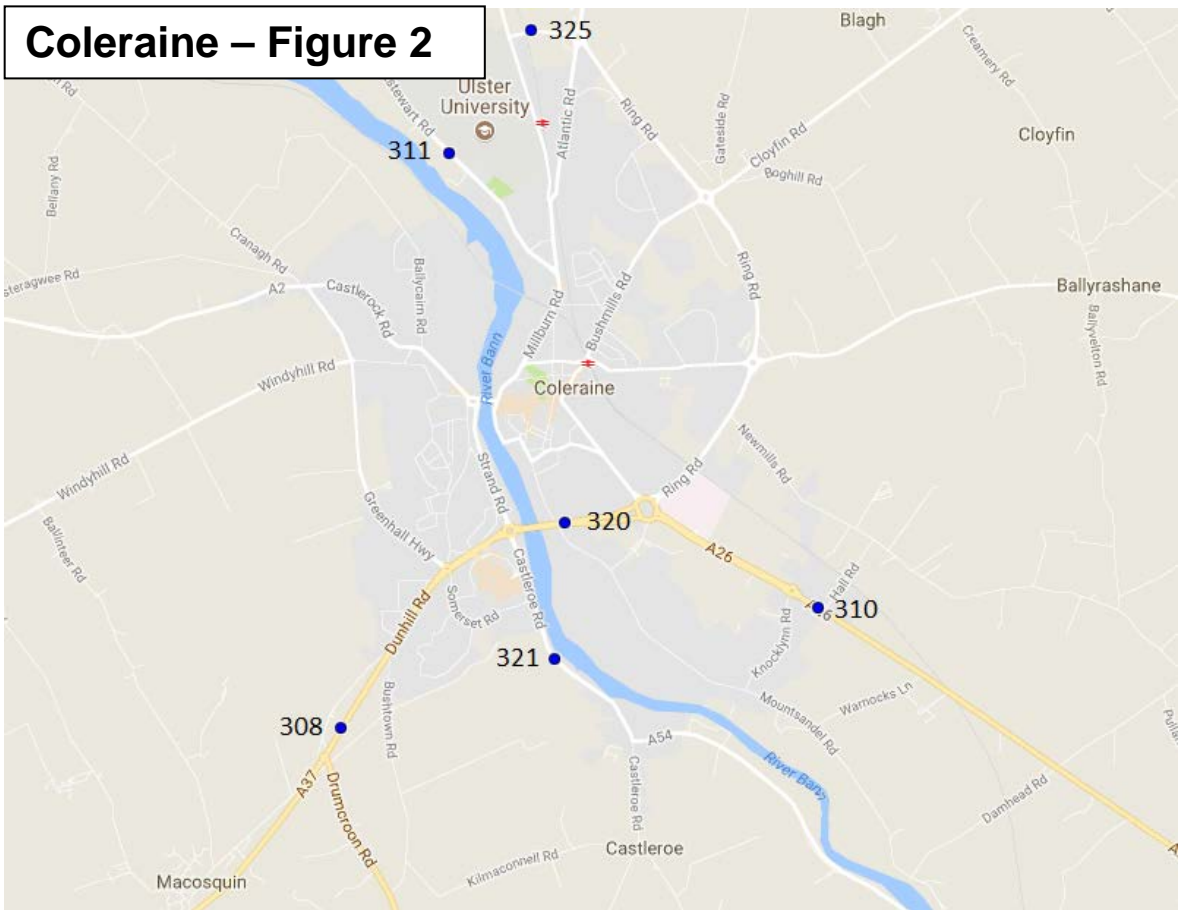 Coleraine – Figure 2
325
Blagh
Creamery Rd
Ulster
University
Atlantic Rd
Ring Rd
Gateside Rd
Cloyfin Rd
Cloyfin
311
Boghill Rd
Bellany Rd
Cranagh Rd
Ring Rd
A2
Castlerock Rd
Ballycairn Rd
Ballyrashane
Millburn Rd
Bushmills Rd
River Bann
Ballyvelton Rd
Windyhill Rd
Coleraine
Windyhill Rd
Strand Rd
Newmills Rd
Ring Rd
Greenhall Hwy
Ballinteer Rd
320
A26
Castleroe Rd
Hall Rd
310
Somerset Rd
Dunhill Rd
Knocklynn Rd
321
Bushtown Rd
Mountsandel Rd
Warnocks Ln
308
A54
A37
Drumcroon Rd
River Bann
Castleroe Rd
Damhead Rd
Castleroe
Kilmaconnell Rd
Macosquin